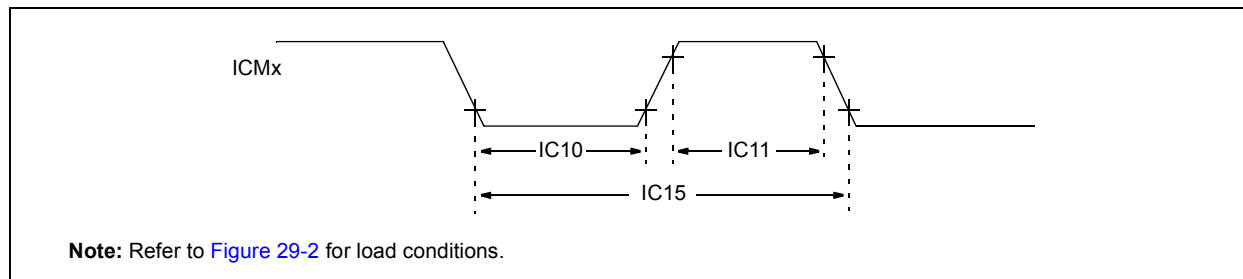 ICMx
IC10
IC11
IC15
Note: Refer to Figure 29-2 for load conditions.